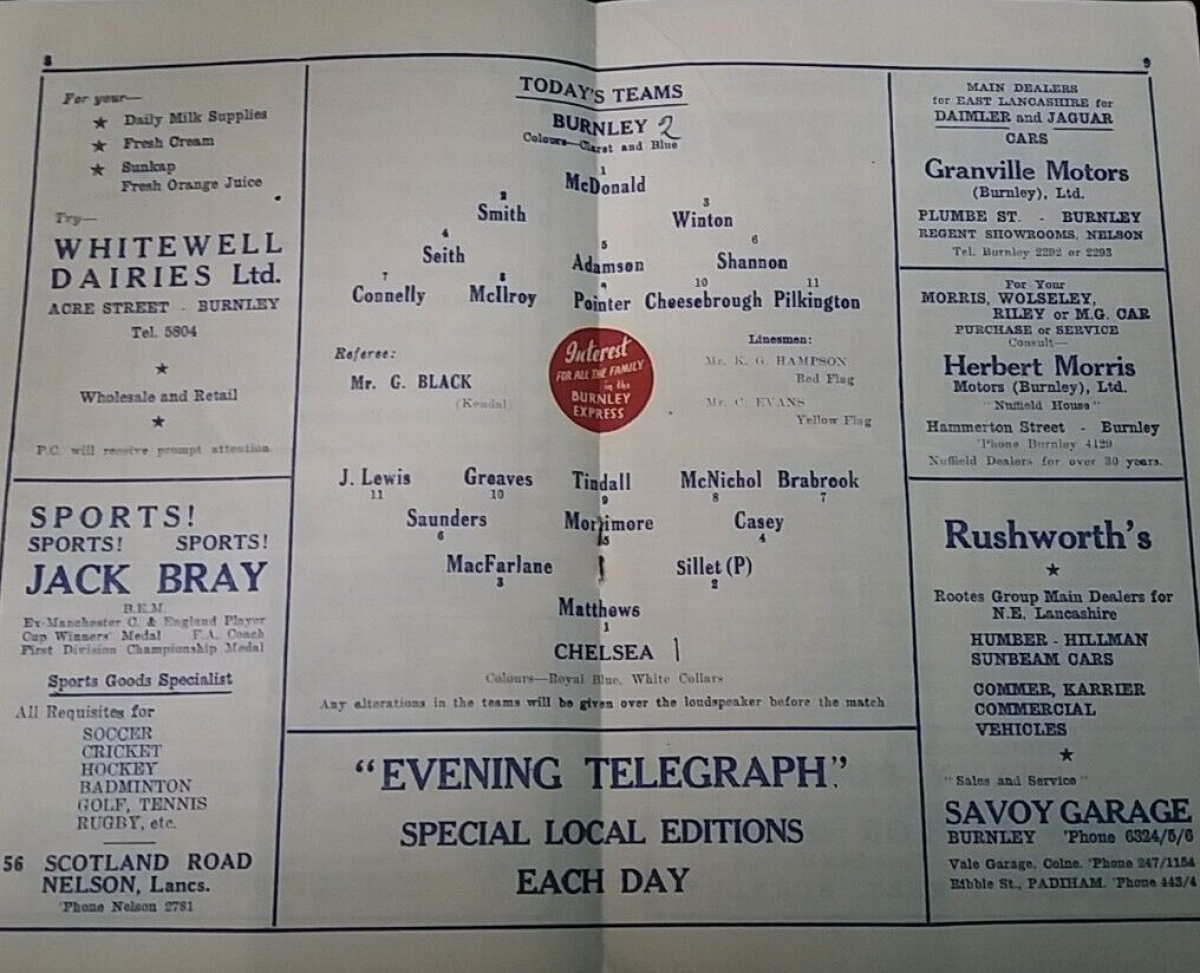 8
9
For your—
★ Daily Milk Supplies
★ Fresh Cream
★ Sunkap
Fresh Orange Juice
Try—
WHITEWELL
DAIRIES Ltd.
ACRE STREET - BURNLEY
Tel. 5804
★
Wholesale and Retail
★
P.C. will receive prompt attention.
SPORTS!
SPORTS! SPORTS!
JACK BRAY
B.E.M.
Ex-Manchester C. & England Player
Cup Winners' Medal F.A. Coach
First Division Championship Medal
Sports Goods Specialist
All Requisites for
SOCCER
CRICKET
HOCKEY
BADMINTON
GOLF, TENNIS
RUGBY, etc.
56 SCOTLAND ROAD
NELSON, Lancs.
'Phone Nelson 2781
TODAY'S TEAMS
BURNLEY 2
Colours—Claret and Blue
1
McDonald
2 3
Smith Winton
4 5 6
Seith Adamson Shannon
7 8 9 10 11
Connelly McIlroy Pointer Cheesebrough Pilkington
Referee:
Mr. G. BLACK
(Kendal)
Interest
FOR ALL THE FAMILY
in the
BURNLEY
EXPRESS
Linesmen:
Mr. K. G. HAMPSON
Red Flag
Mr. C. EVANS
Yellow Flag
J. Lewis Greaves Tindall McNichol Brabrook
11 10 9 8 7
Saunders Mortimore Casey
6 5 4
MacFarlane Sillet (P)
3 2
Matthews
1
CHELSEA 1
Colours—Royal Blue, White Collars
Any alterations in the teams will be given over the loudspeaker before the match
"EVENING TELEGRAPH"
SPECIAL LOCAL EDITIONS
EACH DAY
MAIN DEALERS
for EAST LANCASHIRE for
DAIMLER and JAGUAR
CARS
Granville Motors
(Burnley), Ltd.
PLUMBE ST. - BURNLEY
REGENT SHOWROOMS, NELSON
Tel. Burnley 2292 or 2293
For Your
MORRIS, WOLSELEY,
RILEY or M.G. CAR
PURCHASE or SERVICE
Consult—
Herbert Morris
Motors (Burnley), Ltd.
"Nuffield House"
Hammerton Street - Burnley
'Phone Burnley 4129
Nuffield Dealers for over 30 years.
Rushworth's
★
Rootes Group Main Dealers for
N.E. Lancashire
HUMBER - HILLMAN
SUNBEAM CARS
COMMER, KARRIER
COMMERCIAL
VEHICLES
★
"Sales and Service"
SAVOY GARAGE
BURNLEY 'Phone 6324/5/6
Vale Garage, Colne. 'Phone 247/1154
Ribble St., PADIHAM. 'Phone 443/4